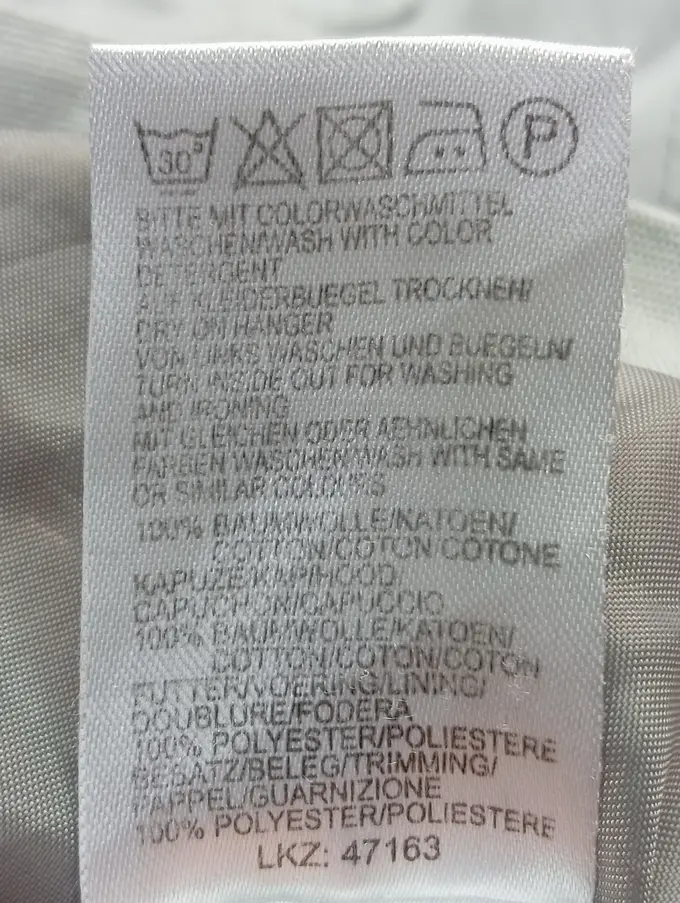 30°
P
BITTE MIT COLORWASCHMITTEL
WASCHEN/WASH WITH COLOR
DETERGENT
AUF KLEIDERBUEGEL TROCKNEN/
DRY ON HANGER
VON LINKS WASCHEN UND BUEGELN/
TURN INSIDE OUT FOR WASHING
AND IRONING
MIT GLEICHEN ODER AEHNLICHEN
FARBEN WASCHEN/WASH WITH SAME
OR SIMILAR COLOURS
100% BAUMWOLLE/KATOEN/
COTTON/COTON COTONE
KAPUZE/KAP/HOOD
CAPUCHON/CAPUCCIO
100% BAUMWOLLE/KATOEN/
COTTON/COTON/COTON
FUTTER/VOERING/LINING/
DOUBLURE/FODERA
100% POLYESTER/POLIESTERE
BESATZ/BELEG/TRIMMING/
L'APPEL/GUARNIZIONE
100% POLYESTER/POLIESTERE
LKZ: 47163